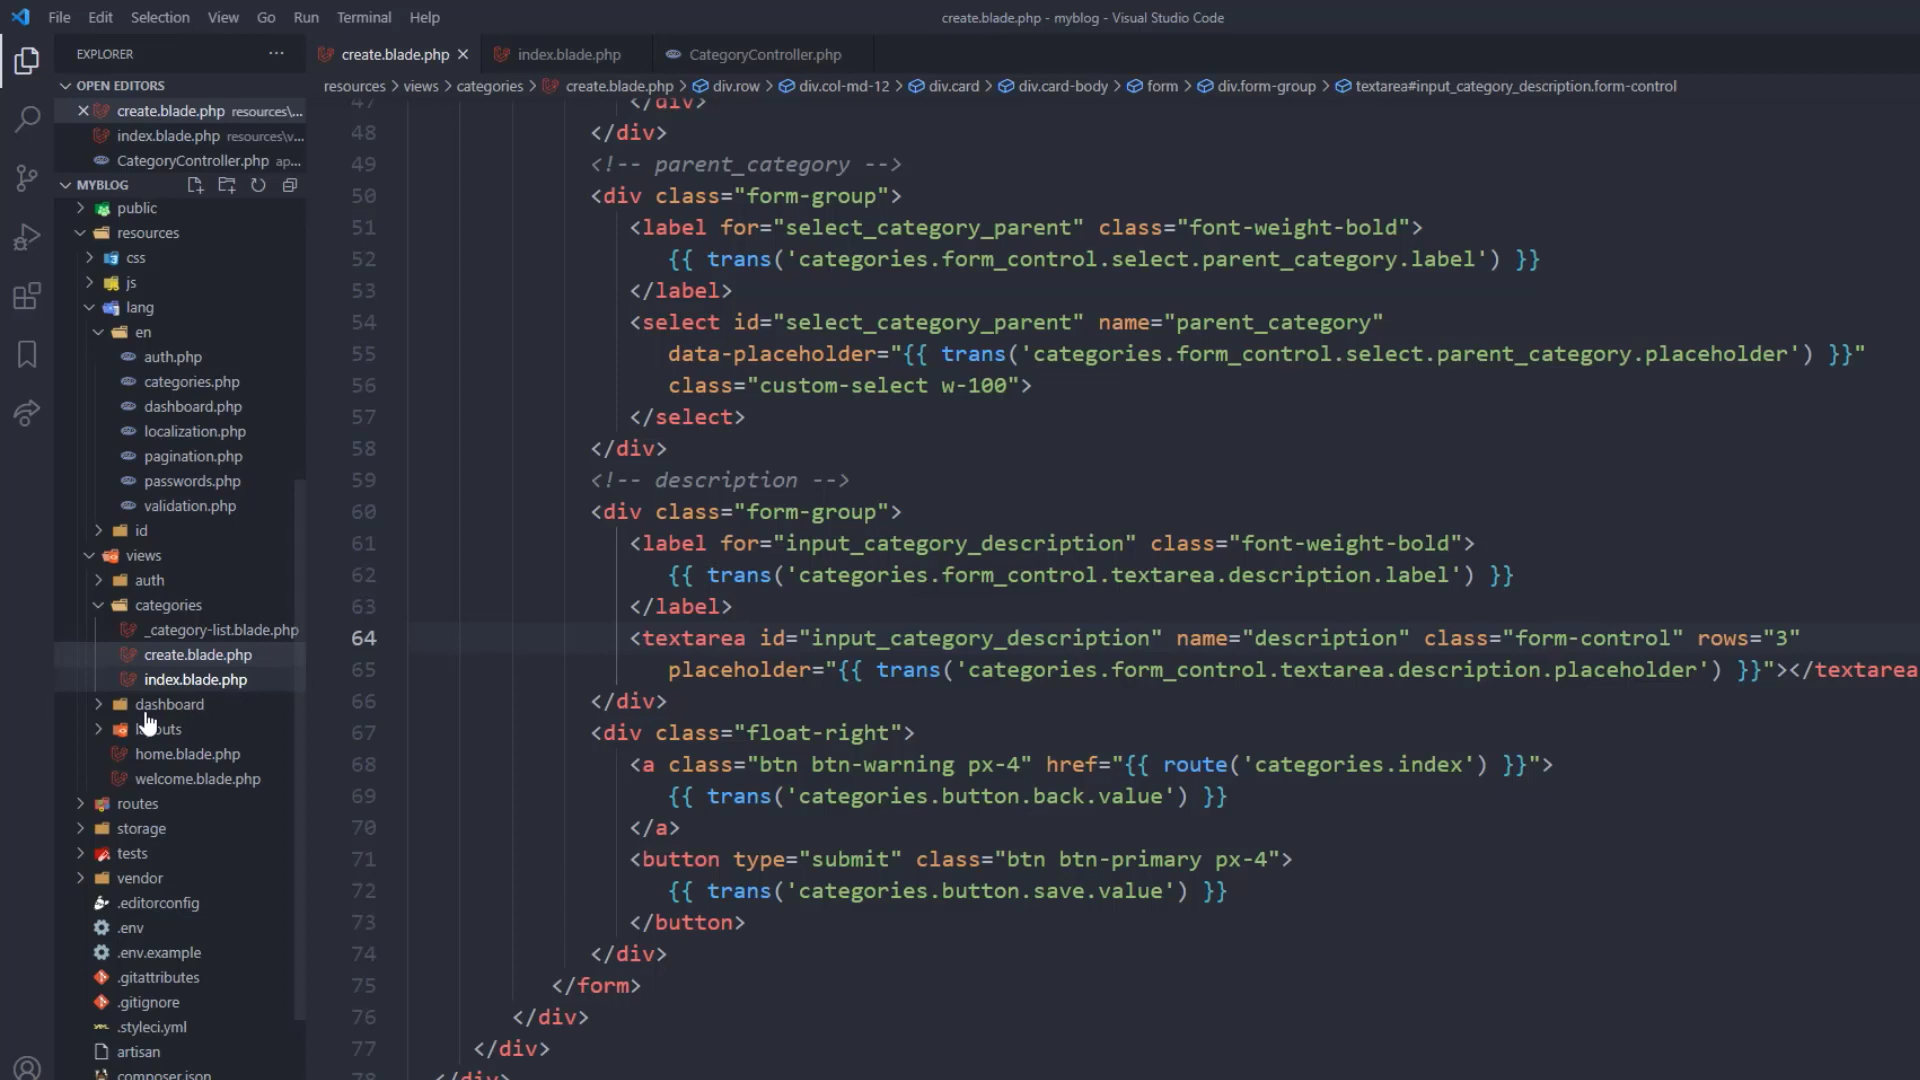 File Edit Selection View Go Run Terminal Help
create.blade.php - myblog - Visual Studio Code
EXPLORER
create.blade.php
index.blade.php
CategoryController.php
OPEN EDITORS
create.blade.php resources\...
index.blade.php resources\v...
CategoryController.php ap...
MYBLOG
public
resources
css
js
lang
en
auth.php
categories.php
dashboard.php
localization.php
pagination.php
passwords.php
validation.php
id
views
auth
categories
_category-list.blade.php
create.blade.php
index.blade.php
dashboard
home.blade.php
welcome.blade.php
routes
storage
tests
vendor
.editorconfig
.env
.env.example
.gitattributes
.gitignore
.styleci.yml
artisan
composer.json
resources > views > categories > create.blade.php > div.row > div.col-md-12 > div.card > div.card-body > form > div.form-group > textarea#input_category_description.form-control
47 </div>
48 </div>
49 <!-- parent_category -->
50 <div class="form-group">
51 <label for="select_category_parent" class="font-weight-bold">
52 {{ trans('categories.form_control.select.parent_category.label') }}
53 </label>
54 <select id="select_category_parent" name="parent_category"
55 data-placeholder="{{ trans('categories.form_control.select.parent_category.placeholder') }}"
56 class="custom-select w-100">
57 </select>
58 </div>
59 <!-- description -->
60 <div class="form-group">
61 <label for="input_category_description" class="font-weight-bold">
62 {{ trans('categories.form_control.textarea.description.label') }}
63 </label>
64 <textarea id="input_category_description" name="description" class="form-control" rows="3"
65 placeholder="{{ trans('categories.form_control.textarea.description.placeholder') }}"></textarea
66 </div>
67 <div class="float-right">
68 <a class="btn btn-warning px-4" href="{{ route('categories.index') }}">
69 {{ trans('categories.button.back.value') }}
70 </a>
71 <button type="submit" class="btn btn-primary px-4">
72 {{ trans('categories.button.save.value') }}
73 </button>
74 </div>
75 </form>
76 </div>
77 </div>
78 </div>